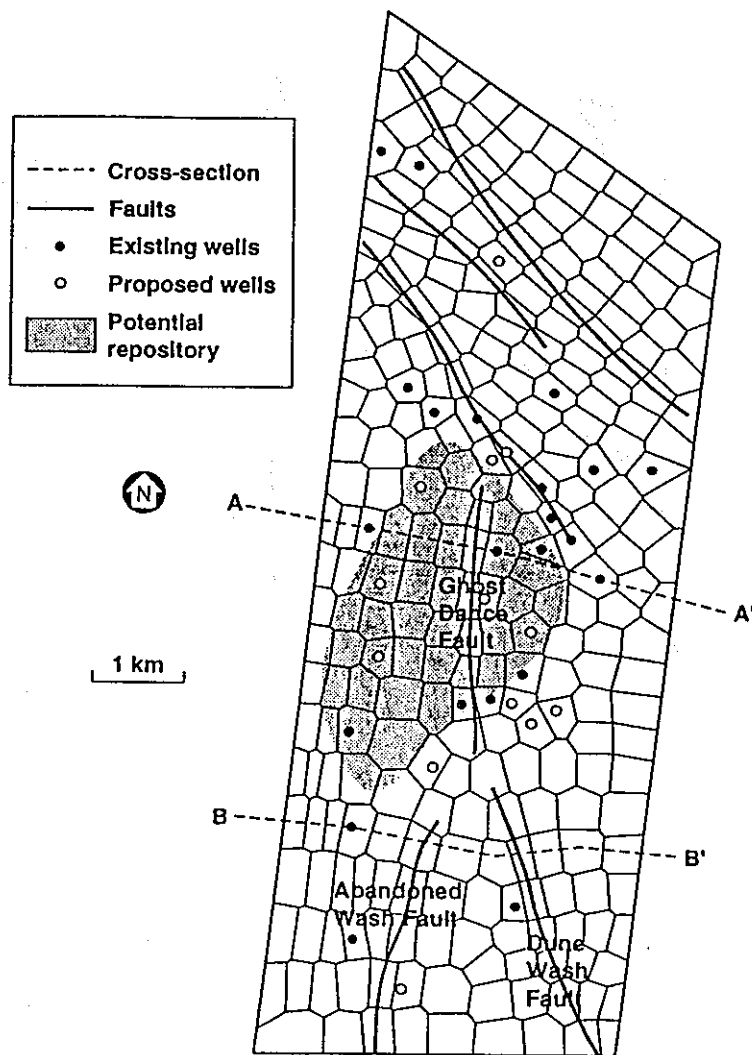 Cross-section
Faults
Existing wells
Proposed wells
Potential
repository
N
A
A'
Ghost
Dance
Fault
1 km
B
B'
Abandoned
Wash Fault
Dune
Wash
Fault